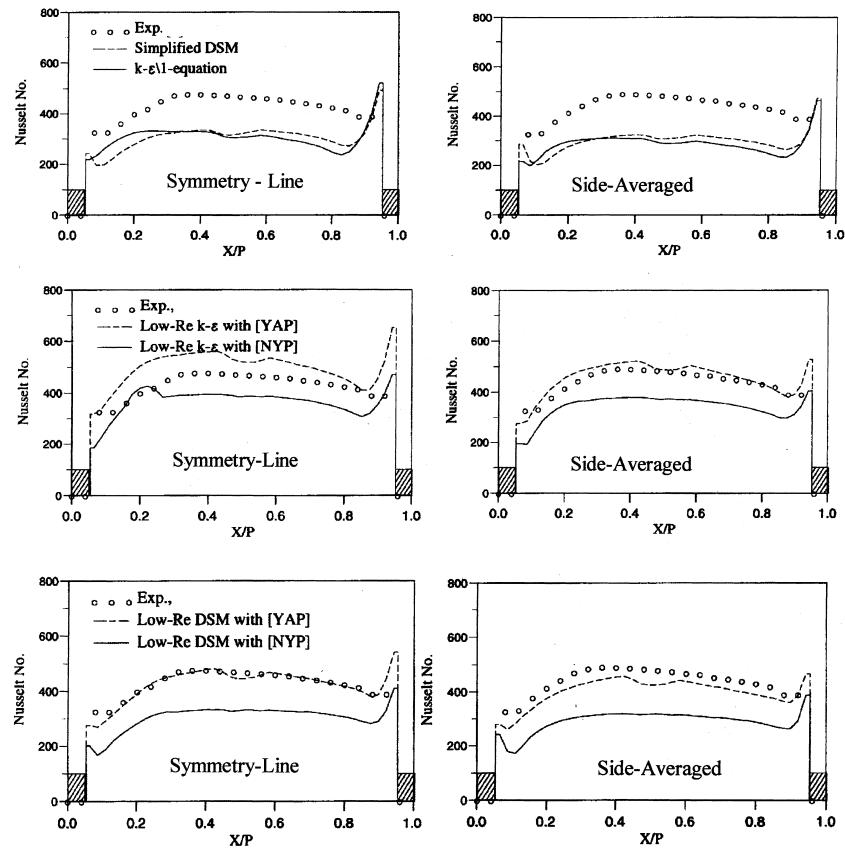 800
600
400
200
0
Nusselt No.
Exp.
Simplified DSM
k-ε\1-equation
Symmetry - Line
0.0 0.2 0.4 0.6 0.8 1.0
X/P
800
600
400
200
0
Nusselt No.
Side-Averaged
0.0 0.2 0.4 0.6 0.8 1.0
X/P
800
600
400
200
0
Nusselt No.
Exp.,
Low-Re k-ε with [YAP]
Low-Re k-ε with [NYP]
Symmetry-Line
0.0 0.2 0.4 0.6 0.8 1.0
X/P
800
600
400
200
0
Nusselt No.
Side-Averaged
0.0 0.2 0.4 0.6 0.8 1.0
X/P
800
600
400
200
0
Nusselt No.
Exp.,
Low-Re DSM with [YAP]
Low-Re DSM with [NYP]
Symmetry-Line
0.0 0.2 0.4 0.6 0.8 1.0
X/P
800
600
400
200
0
Nusselt No.
Side-Averaged
0.0 0.2 0.4 0.6 0.8 1.0
X/P